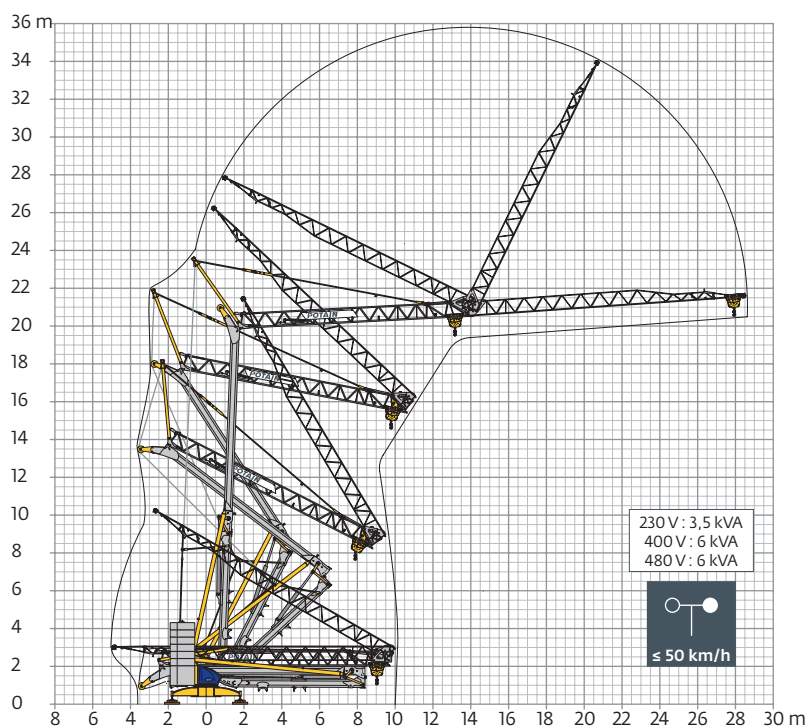 36 m
34
32
30
28
26
24
22
20
18
16
14
12
10
8
6
4
2
0
POTAIN
POTAIN
POTAIN
POTAIN
230 V : 3,5 kVA
400 V : 6 kVA
480 V : 6 kVA
≤ 50 km/h
8 6 4 2 0 2 4 6 8 10 12 14 16 18 20 22 24 26 28 30 m